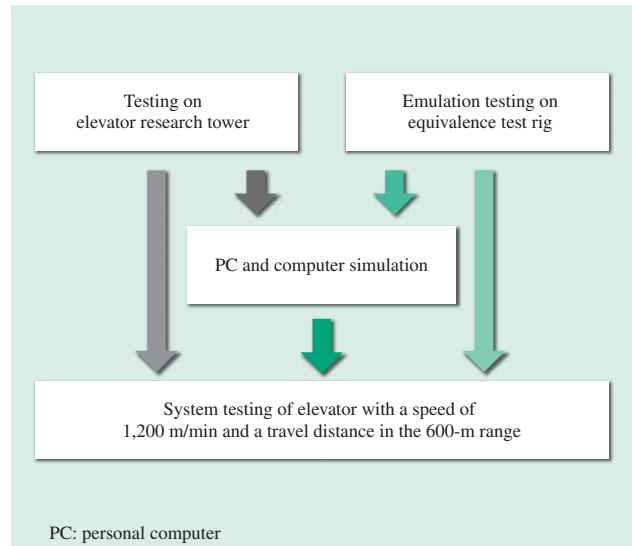 Testing on
elevator research tower
Emulation testing on
equivalence test rig
PC and computer simulation
System testing of elevator with a speed of
1,200 m/min and a travel distance in the 600-m range
PC: personal computer